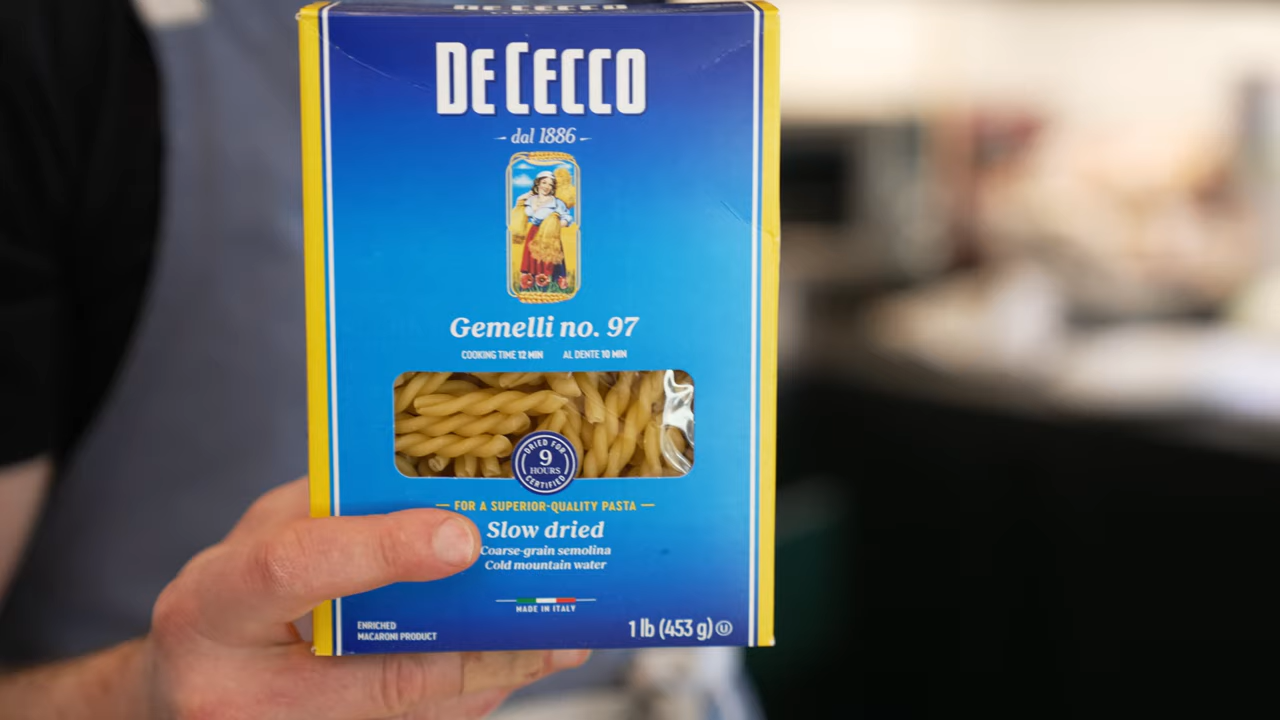 DE CECCO
dal 1886
Gemelli no. 97
COOKING TIME 12 MIN AL DENTE 10 MIN
DRIED FOR
9
HOURS
CERTIFIED
FOR A SUPERIOR-QUALITY PASTA
Slow dried
Coarse-grain semolina
Cold mountain water
MADE IN ITALY
ENRICHED
MACARONI PRODUCT
1 lb (453 g) U